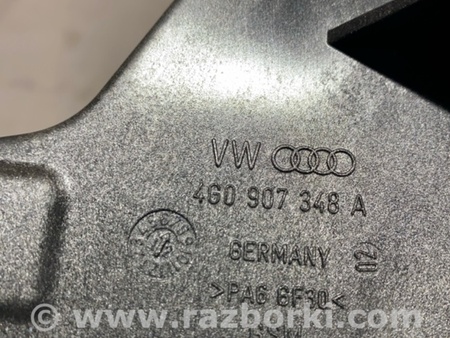 VW
4G0 907 348 A
GERMANY 02
>PA6 GF30<
www.razborki.com